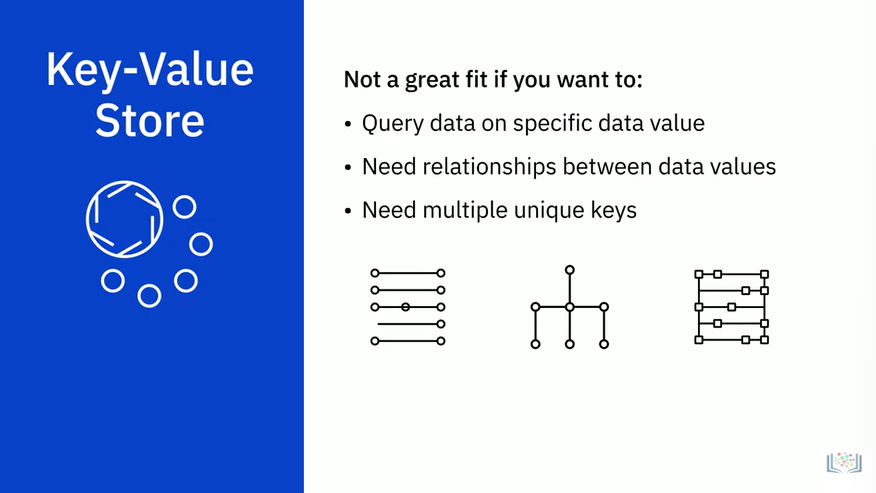 Key-Value
Store
Not a great fit if you want to:
• Query data on specific data value
• Need relationships between data values
• Need multiple unique keys